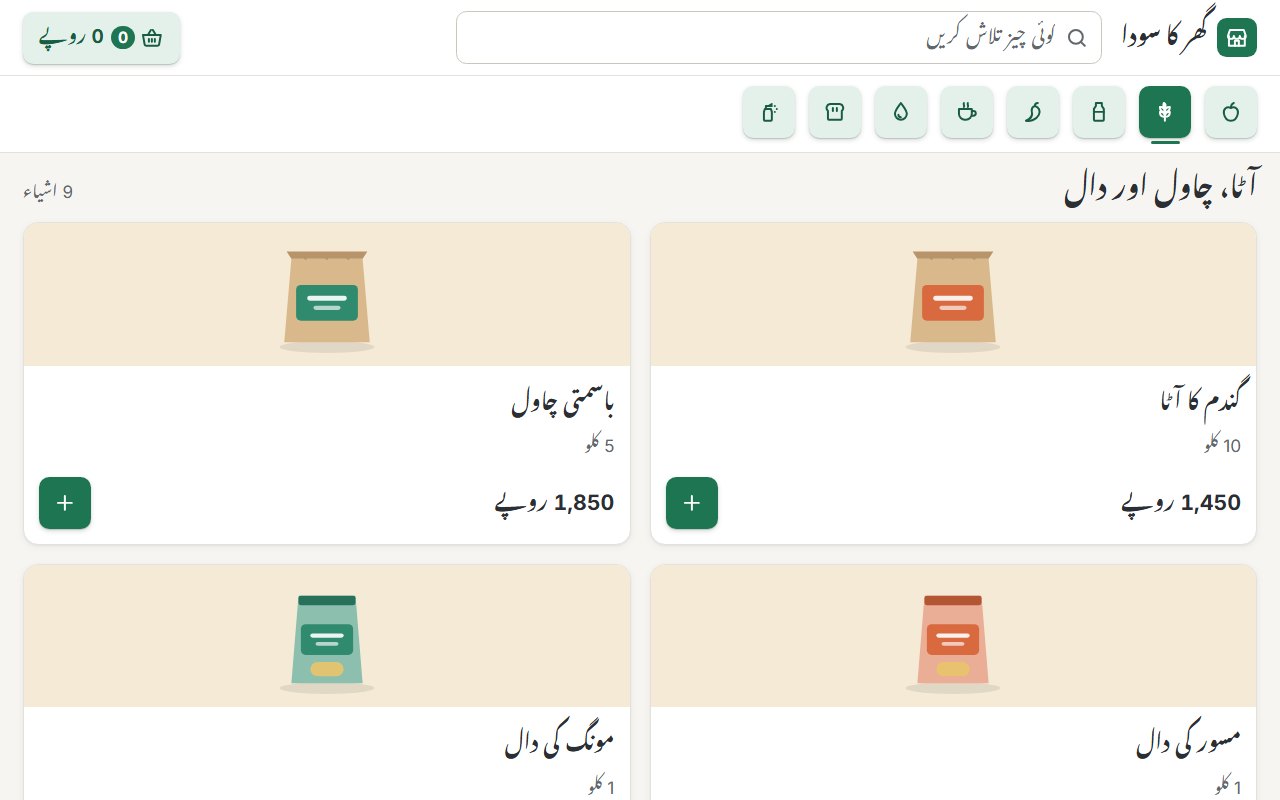 گھر کا سودا
کوئی چیز تلاش کریں
0 0 روپے
آٹا، چاول اور دال
9 اشیاء
گندم کا آٹا
10 کلو
1,450 روپے
باسمتی چاول
5 کلو
1,850 روپے
مسور کی دال
1 کلو
مونگ کی دال
1 کلو